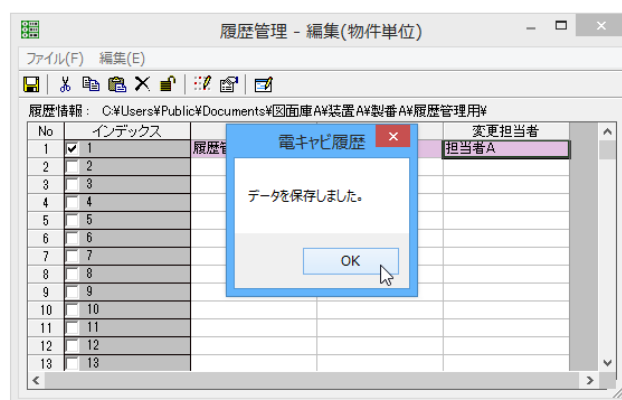 履歴管理 - 編集(物件単位)
ファイル(F) 編集(E)
履歴情報： C:¥Users¥Public¥Documents¥図面庫A¥装置A¥製番A¥履歴管理用¥
No インデックス 変更担当者
1 1 履歴 担当者A
2 2
3 3
4 4
5 5
6 6
7 7
8 8
9 9
10 10
11 11
12 12
13 13
電キャビ履歴
データを保存しました。
OK